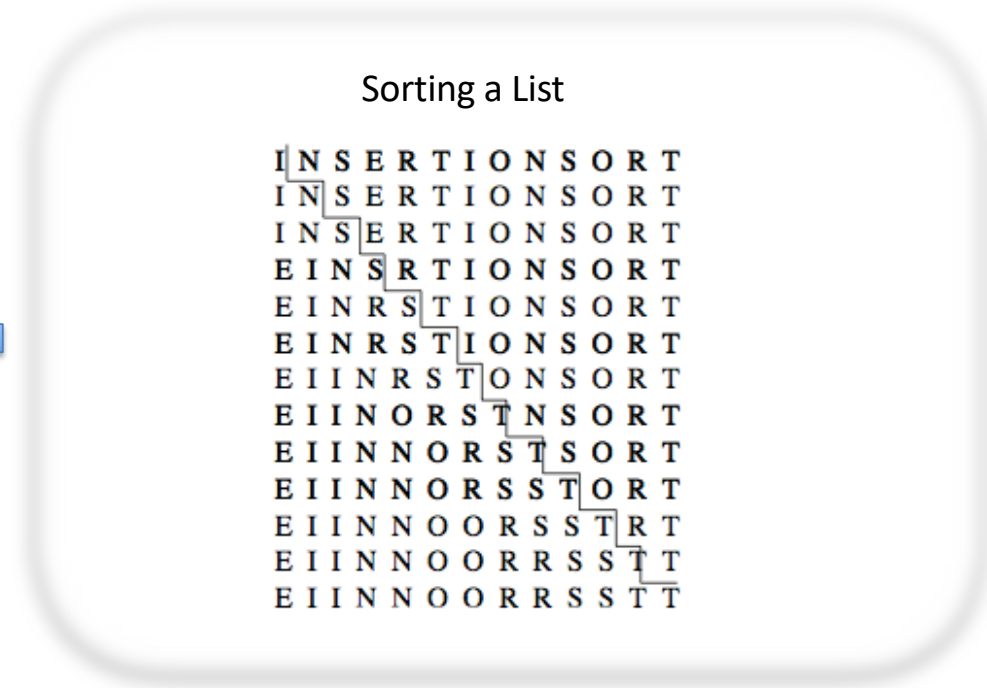 Sorting a List
I N S E R T I O N S O R T
I N S E R T I O N S O R T
I N S E R T I O N S O R T
E I N S R T I O N S O R T
E I N R S T I O N S O R T
E I N R S T I O N S O R T
E I I N R S T O N S O R T
E I I N O R S T N S O R T
E I I N N O R S T S O R T
E I I N N O R S S T O R T
E I I N N O O R S S T R T
E I I N N O O R R S S T T
E I I N N O O R R S S T T